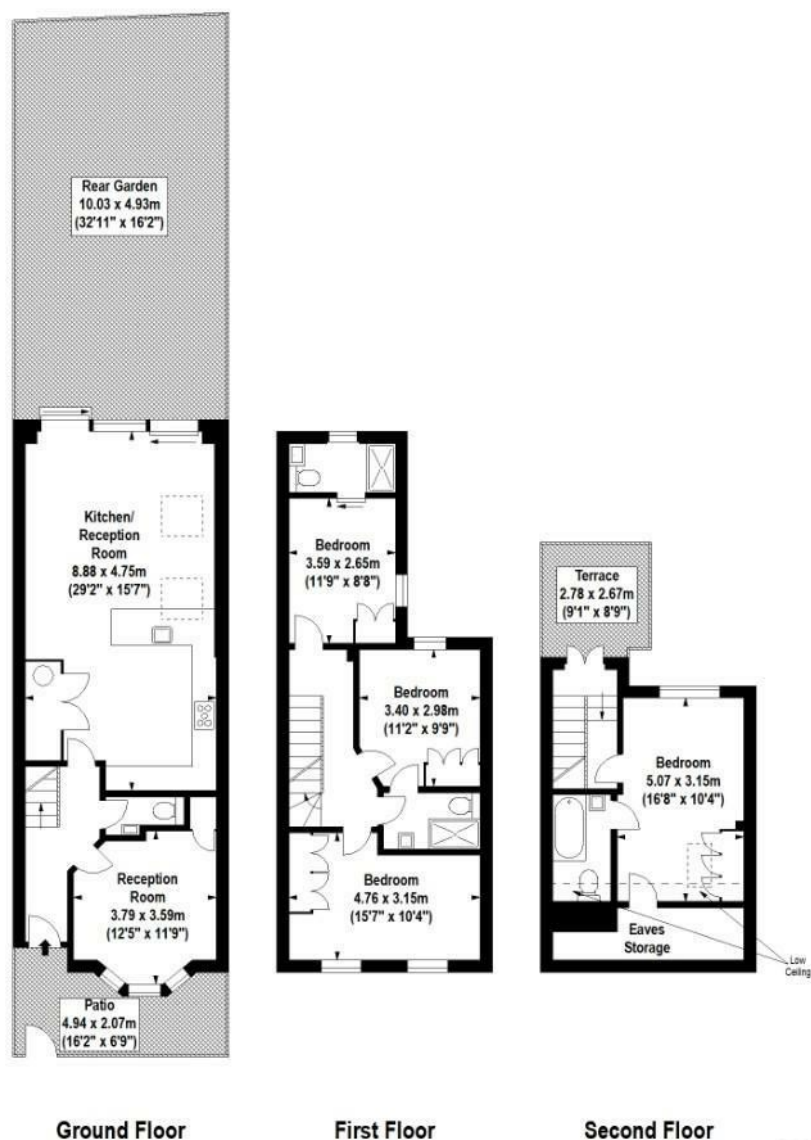 Rear Garden
10.03 x 4.93m
(32'11" x 16'2")
Kitchen/
Reception
Room
8.88 x 4.75m
(29'2" x 15'7")
Reception
Room
3.79 x 3.59m
(12'5" x 11'9")
Patio
4.94 x 2.07m
(16'2" x 6'9")
Ground Floor
Bedroom
3.59 x 2.65m
(11'9" x 8'8")
Bedroom
3.40 x 2.98m
(11'2" x 9'9")
Bedroom
4.76 x 3.15m
(15'7" x 10'4")
First Floor
Terrace
2.78 x 2.67m
(9'1" x 8'9")
Bedroom
5.07 x 3.15m
(16'8" x 10'4")
Eaves
Storage
Low
Ceiling
Second Floor